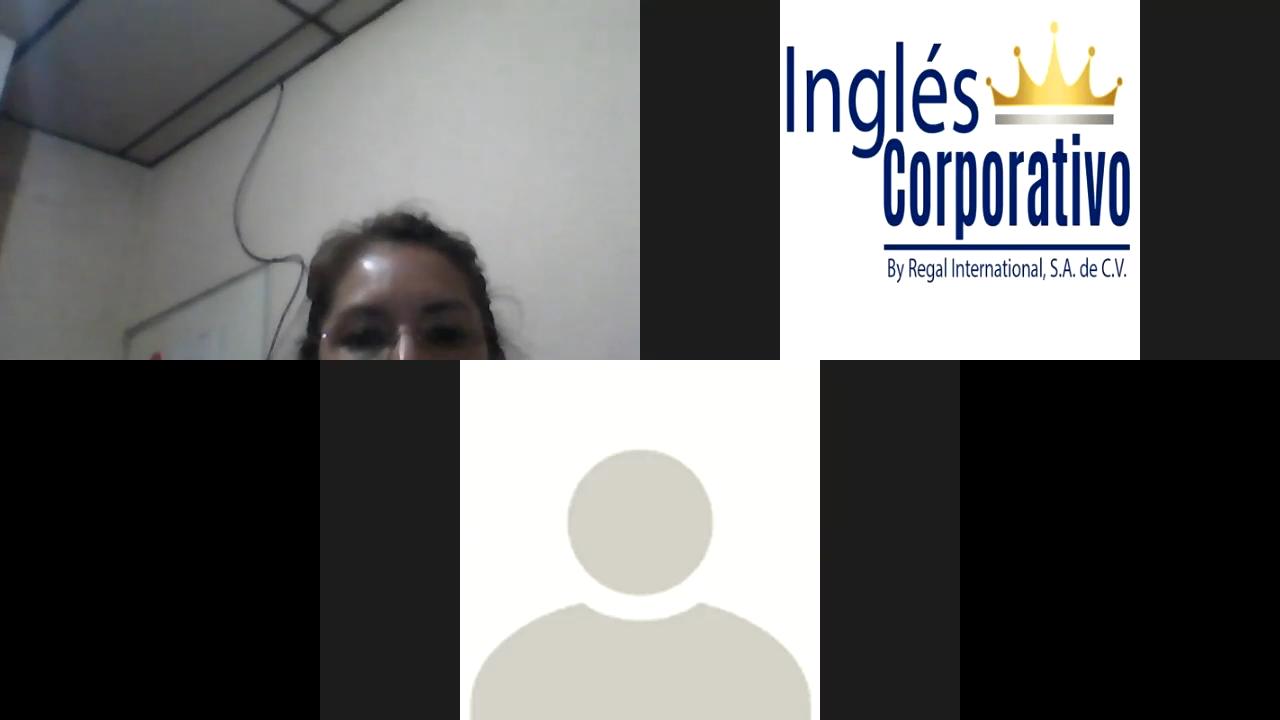 Inglés
Corporativo
By Regal International, S.A. de C.V.